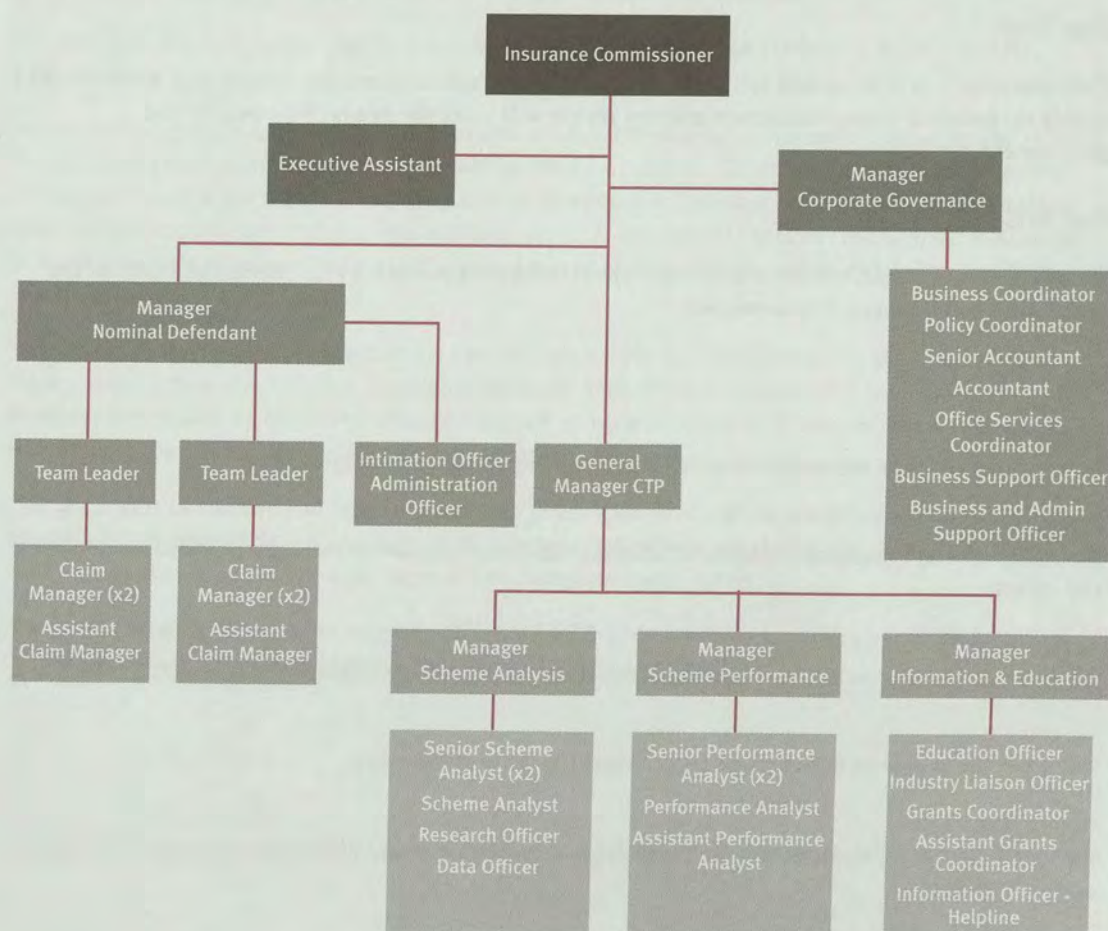 Insurance Commissioner
Executive Assistant
Manager
Corporate Governance
Business Coordinator
Policy Coordinator
Senior Accountant
Accountant
Office Services
Coordinator
Business Support Officer
Business and Admin
Support Officer
Manager
Nominal Defendant
Team Leader
Team Leader
Intimation Officer
Administration
Officer
General
Manager CTP
Claim
Manager (x2)
Assistant
Claim Manager
Claim
Manager (x2)
Assistant
Claim Manager
Manager
Scheme Analysis
Manager
Scheme Performance
Manager
Information & Education
Senior Scheme
Analyst (x2)
Scheme Analyst
Research Officer
Data Officer
Senior Performance
Analyst (x2)
Performance Analyst
Assistant Performance
Analyst
Education Officer
Industry Liaison Officer
Grants Coordinator
Assistant Grants
Coordinator
Information Officer -
Helpline